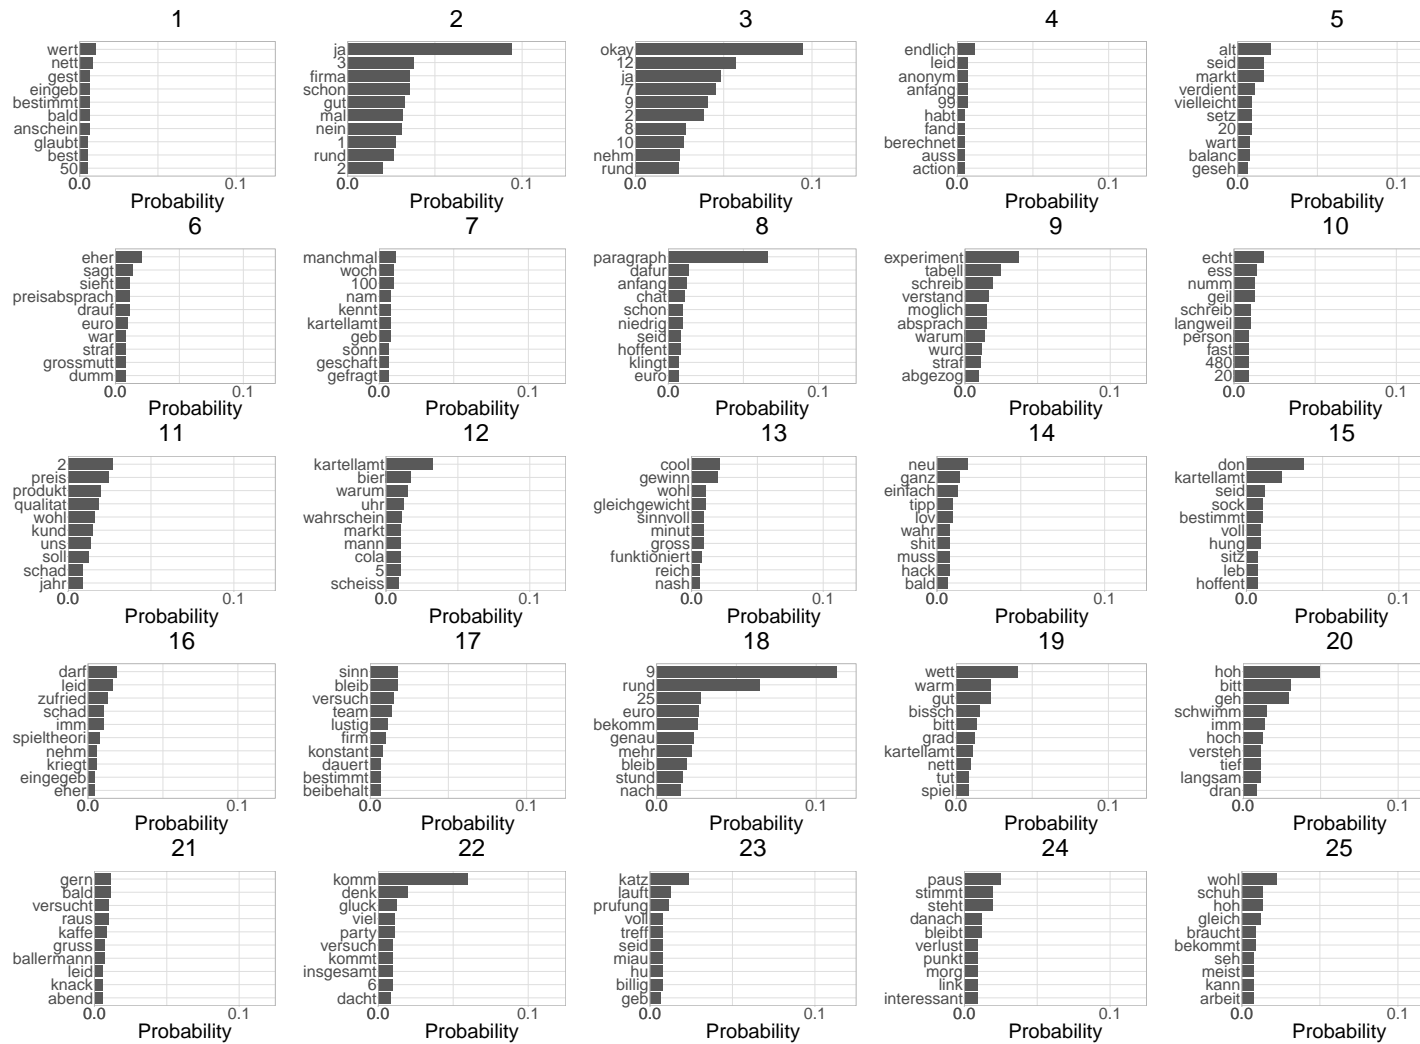 1
wert
nett
gest
eingeb
bestimmt
bald
anschein
glaubt
best
50
0.0
0.1
Probability
2
ja
3
firma
schon
gut
mal
nein
1
rund
2
0.0
0.1
Probability
3
okay
12
ja
7
9
2
8
10
nehm
rund
0.0
0.1
Probability
4
endlich
leid
anonym
anfang
99
habt
fand
berechnet
auss
action
0.0
0.1
Probability
5
alt
seid
markt
verdient
vielleicht
setz
20
wart
balanc
geseh
0.0
0.1
Probability
6
eher
sagt
sieht
preisabsprach
drauf
euro
war
straf
grossmutt
dumm
0.0
0.1
Probability
7
manchmal
woch
100
nam
kennt
kartellamt
geb
sonn
geschaft
gefragt
0.0
0.1
Probability
8
paragraph
dafur
anfang
chat
schon
niedrig
seid
hoffent
klingt
euro
0.0
0.1
Probability
9
experiment
tabell
schreib
verstand
moglich
absprach
warum
wurd
straf
abgezog
0.0
0.1
Probability
10
echt
ess
numm
geil
schreib
langweil
person
fast
480
20
0.0
0.1
Probability
11
2
preis
produkt
qualitat
wohl
kund
uns
soll
schad
jahr
0.0
0.1
Probability
12
kartellamt
bier
warum
uhr
wahrschein
markt
mann
cola
5
scheiss
0.0
0.1
Probability
13
cool
gewinn
wohl
gleichgewicht
sinnvoll
minut
gross
funktioniert
reich
nash
0.0
0.1
Probability
14
neu
ganz
einfach
tipp
lov
wahr
shit
muss
hack
bald
0.0
0.1
Probability
15
don
kartellamt
seid
sock
bestimmt
voll
hung
sitz
leb
hoffent
0.0
0.1
Probability
16
darf
leid
zufried
schad
imm
spieltheori
nehm
kriegt
eingegeb
eher
0.0
0.1
Probability
17
sinn
bleib
versuch
team
lustig
firm
konstant
dauert
bestimmt
beibehalt
0.0
0.1
Probability
18
9
rund
25
euro
bekomm
genau
mehr
bleib
stund
nach
0.0
0.1
Probability
19
wett
warm
gut
bissch
bitt
grad
kartellamt
nett
tut
spiel
0.0
0.1
Probability
20
hoh
bitt
geh
schwimm
imm
hoch
versteh
tief
langsam
dran
0.0
0.1
Probability
21
gern
bald
versucht
raus
kaffe
gruss
ballermann
leid
knack
abend
0.0
0.1
Probability
22
komm
denk
gluck
viel
party
versuch
kommt
insgesamt
6
dacht
0.0
0.1
Probability
23
katz
lauft
prufung
voll
treff
seid
miau
hu
billig
geb
0.0
0.1
Probability
24
paus
stimmt
steht
danach
bleibt
verlust
punkt
morg
link
interessant
0.0
0.1
Probability
25
wohl
schuh
hoh
gleich
braucht
bekommt
seh
meist
kann
arbeit
0.0
0.1
Probability